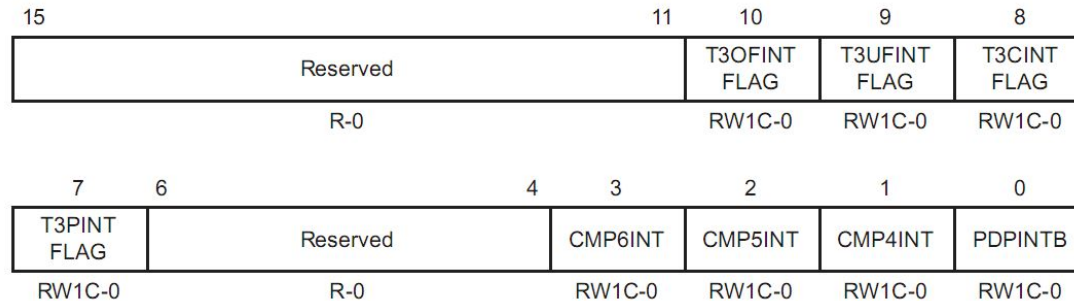 15 11 10 9 8
Reserved T3OFINT FLAG T3UFINT FLAG T3CINT FLAG
R-0 RW1C-0 RW1C-0 RW1C-0
7 6 4 3 2 1 0
T3PINT FLAG Reserved CMP6INT CMP5INT CMP4INT PDPINTB
RW1C-0 R-0 RW1C-0 RW1C-0 RW1C-0 RW1C-0